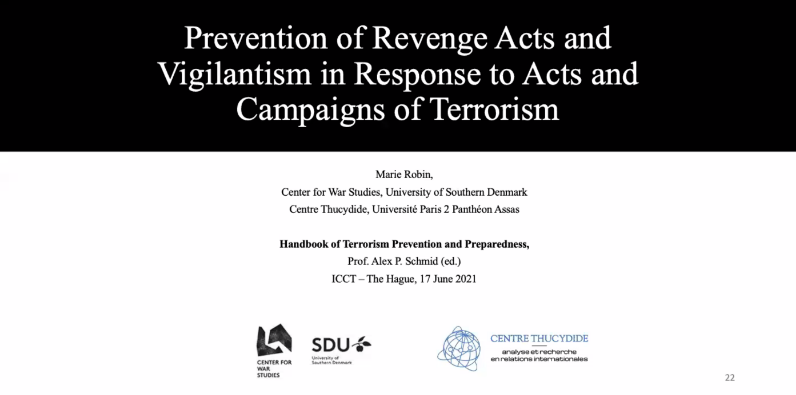 Prevention of Revenge Acts and
Vigilantism in Response to Acts and
Campaigns of Terrorism
Marie Robin,
Center for War Studies, University of Southern Denmark
Centre Thucydide, Université Paris 2 Panthéon Assas
Handbook of Terrorism Prevention and Preparedness,
Prof. Alex P. Schmid (ed.)
ICCT – The Hague, 17 June 2021
CENTER FOR
WAR
STUDIES
SDU
University of
Southern Denmark
CENTRE THUCYDIDE
analyse et recherche
en relations internationales
22